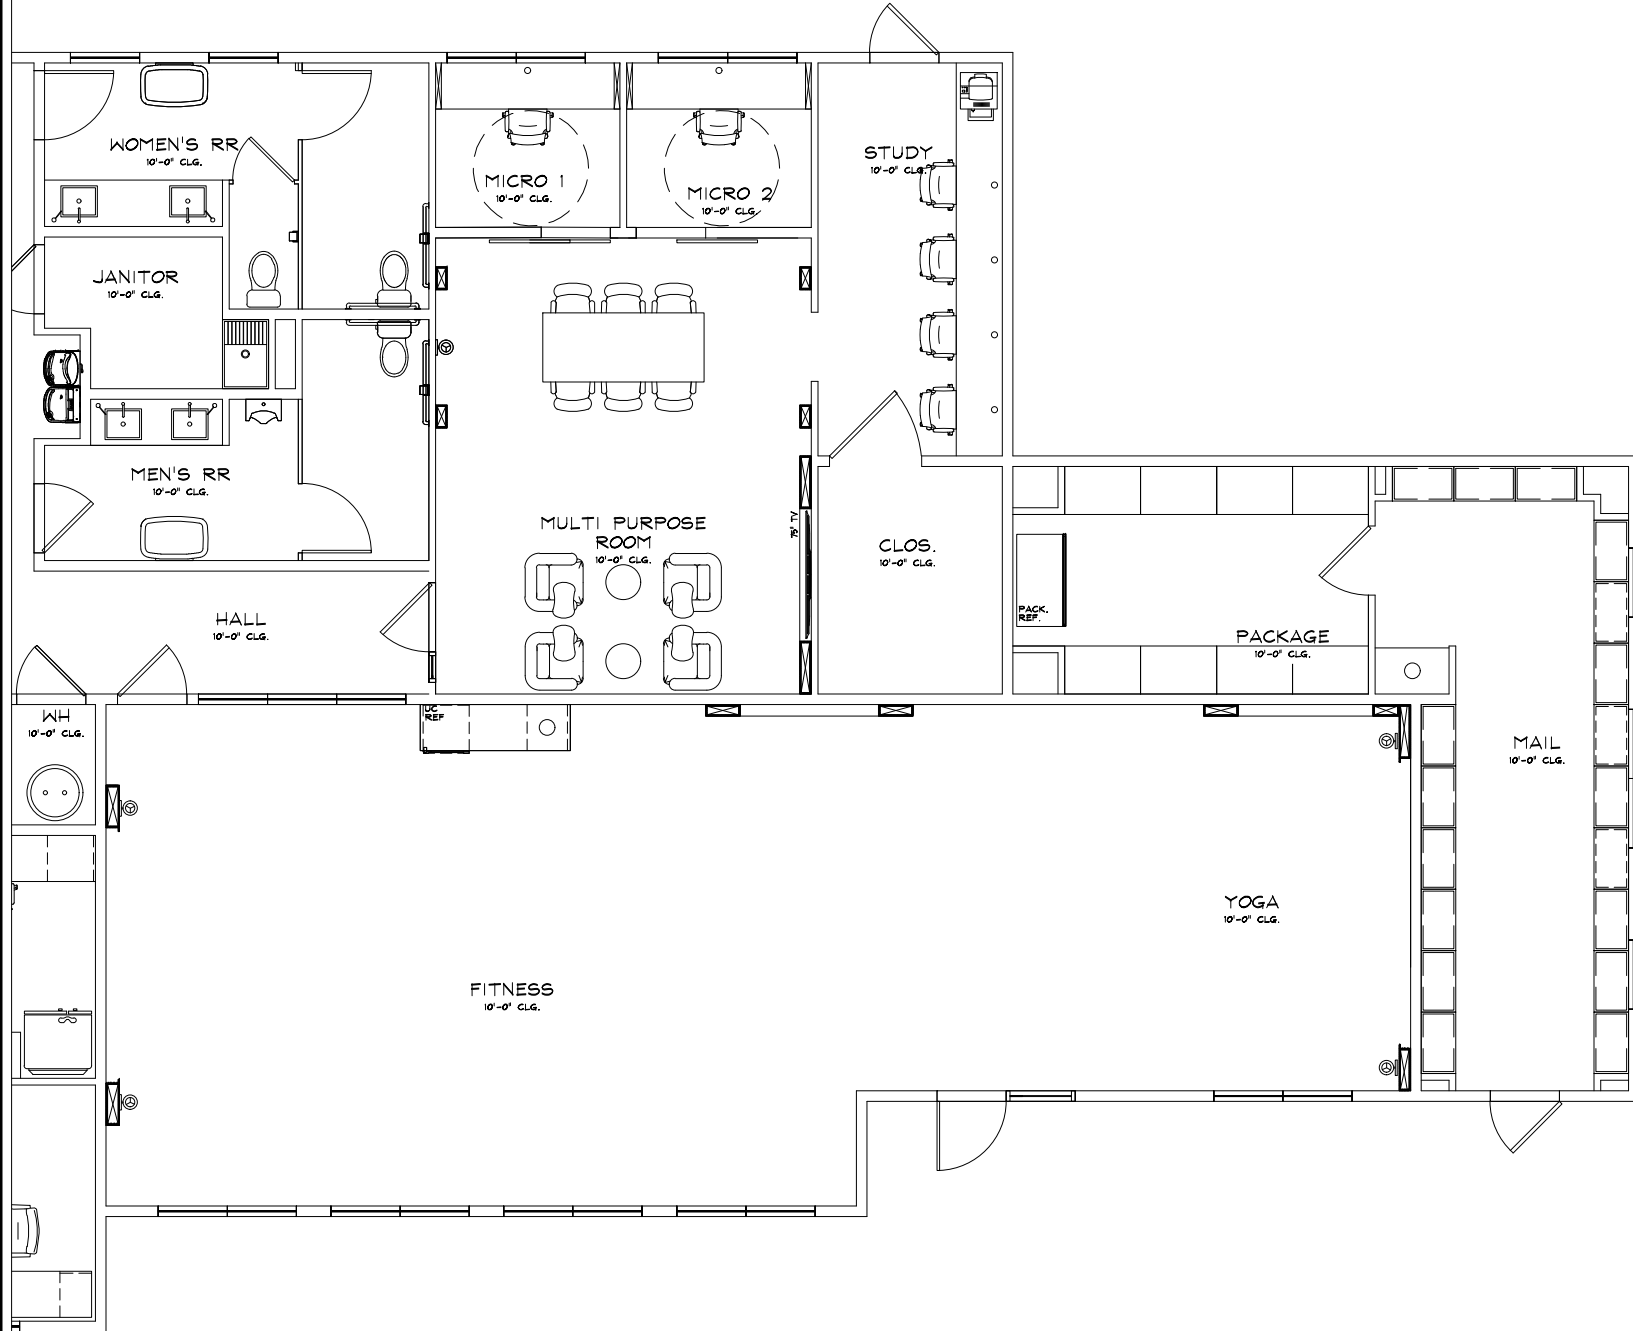 WOMEN'S RR
10'-0" CLG.
MICRO 1
10'-0" CLG.
MICRO 2
10'-0" CLG.
STUDY
10'-0" CLG.
JANITOR
10'-0" CLG.
MEN'S RR
10'-0" CLG.
MULTI PURPOSE
ROOM
10'-0" CLG.
75" TV
CLOS.
10'-0" CLG.
PACK.
REF.
PACKAGE
10'-0" CLG.
HALL
10'-0" CLG.
WH
10'-0" CLG.
UC
REF
MAIL
10'-0" CLG.
YOGA
10'-0" CLG.
FITNESS
10'-0" CLG.